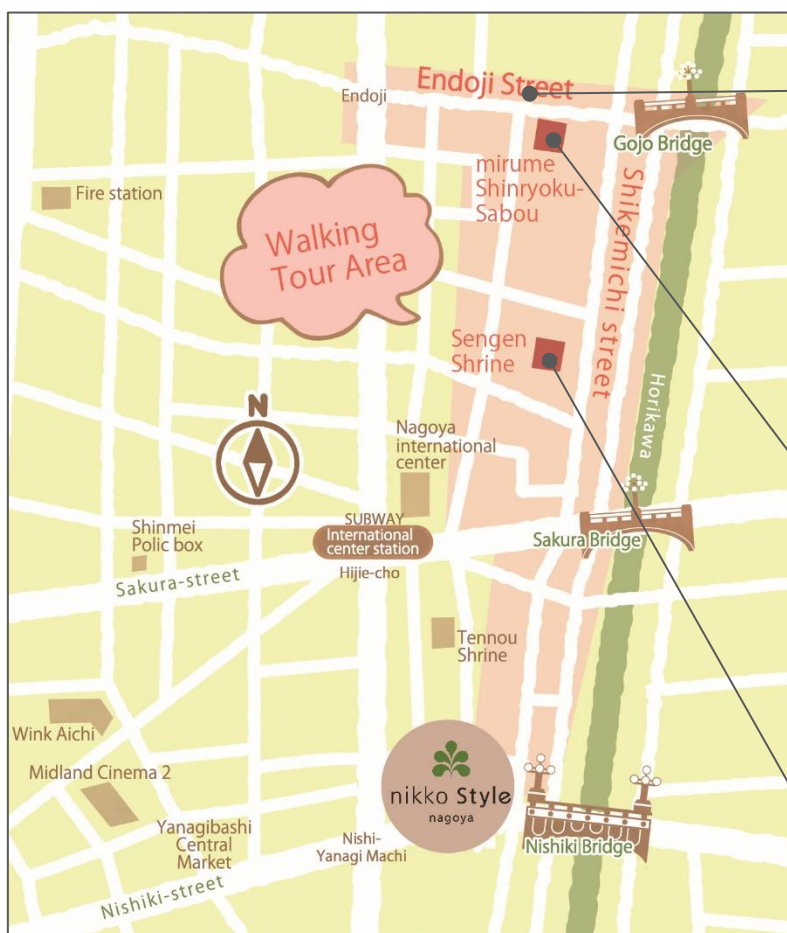 Endoji Street
Endoji
Gojo Bridge
mirume
Shinryoku-
Sabou
Shikemichi street
Fire station
Walking
Tour Area
Sengen
Shrine
Horikawa
N
Nagoya
international
center
SUBWAY
International
center station
Hijie-cho
Shinmei
Polic box
Sakura-street
Sakura Bridge
Tennou
Shrine
Wink Aichi
Midland Cinema 2
Yanagibashi
Central
Market
nikko Style
nagoya
Nishi-
Yanagi Machi
Nishiki Bridge
Nishiki-street